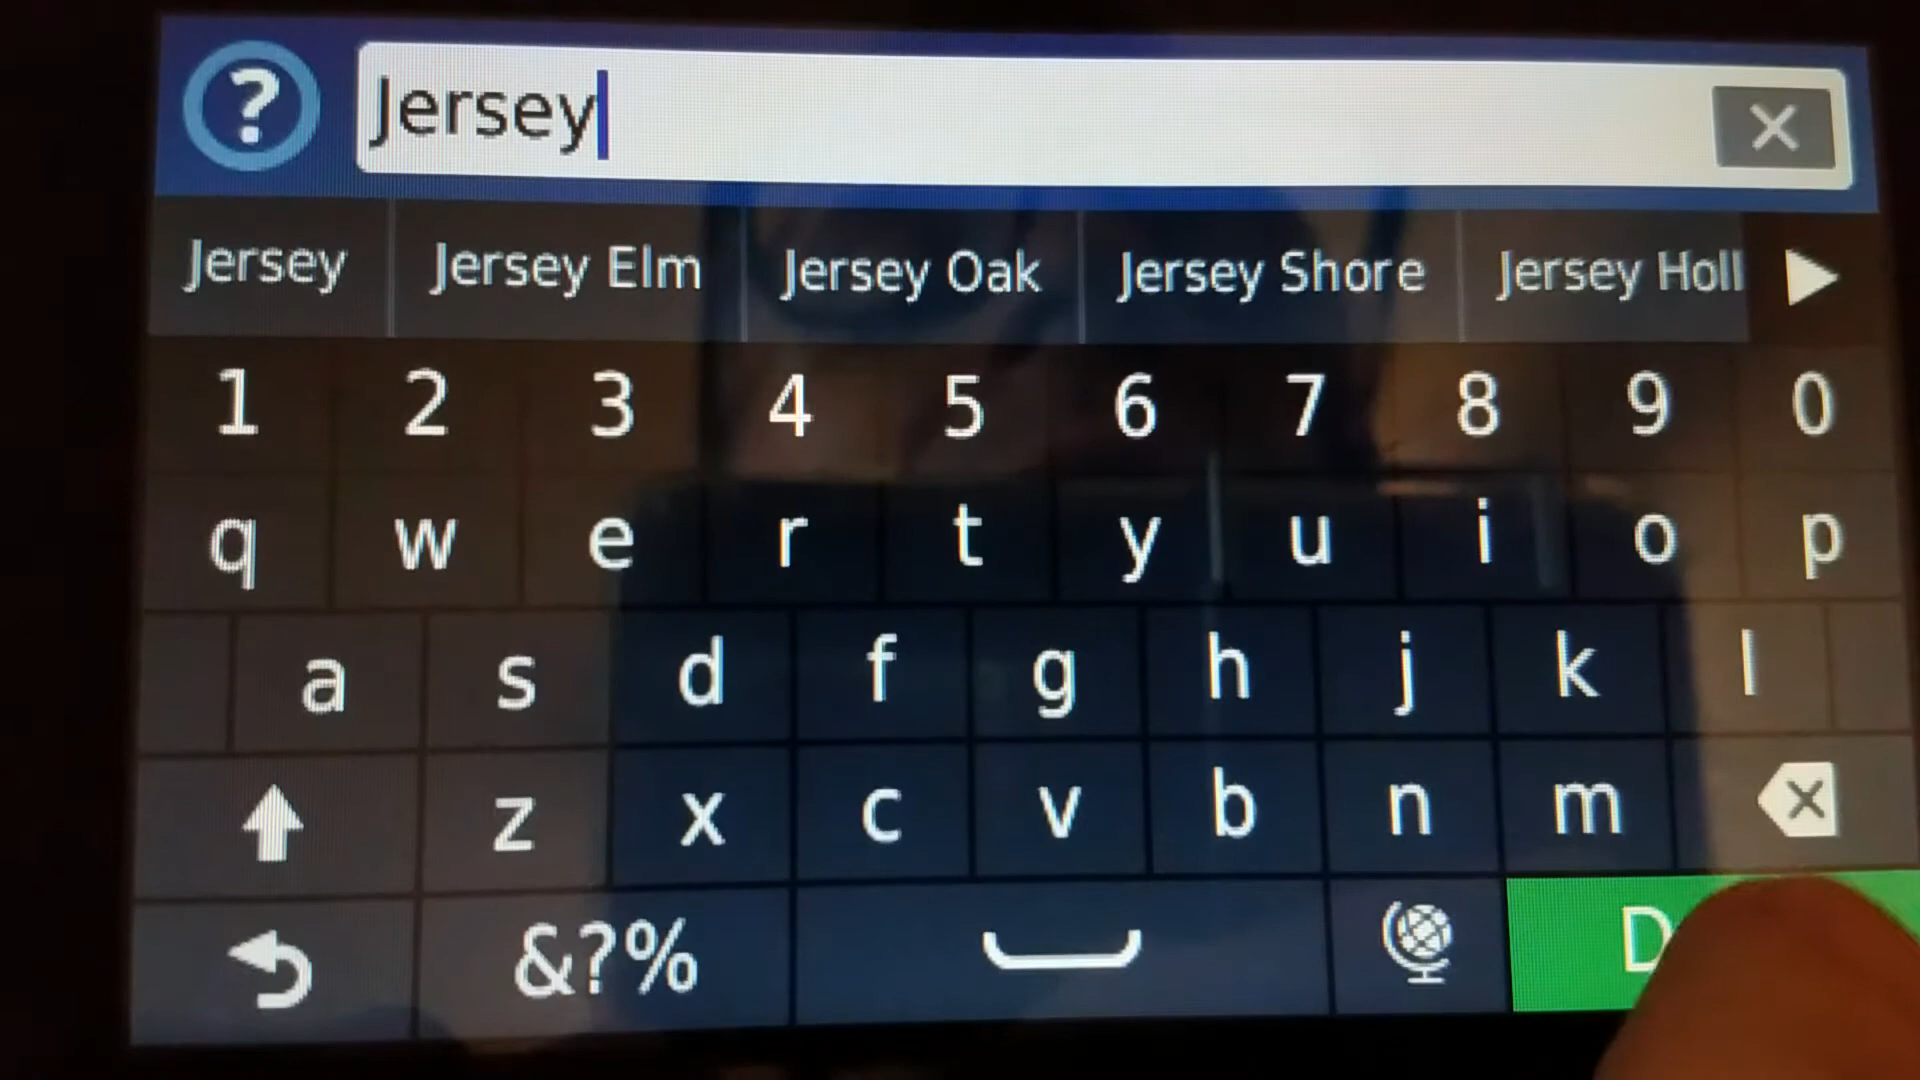 ?
Jersey
Jersey Jersey Elm Jersey Oak Jersey Shore Jersey Holl
1 2 3 4 5 6 7 8 9 0
q w e r t y u i o p
a s d f g h j k l
z x c v b n m
&?% D